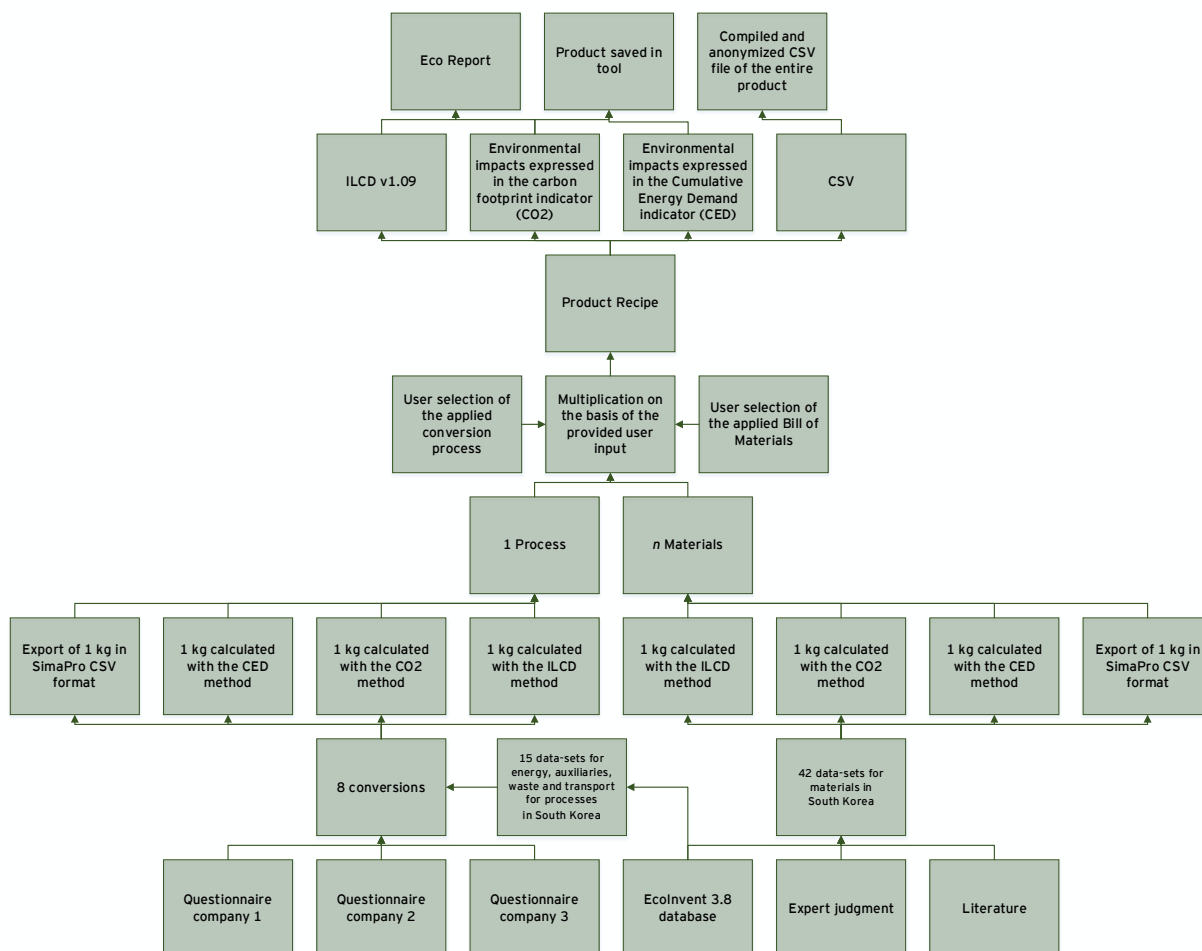 Eco Report
Product saved in
tool
Compiled and
anonymized CSV
file of the entire
product
ILCD v1.09
Environmental
impacts expressed
in the carbon
footprint indicator
(CO2)
Environmental
impacts expressed
in the Cumulative
Energy Demand
indicator (CED)
CSV
Product Recipe
User selection of
the applied
conversion
process
Multiplication on
the basis of the
provided user
input
User selection of
the applied Bill of
Materials
1 Process
n Materials
Export of 1 kg in
SimaPro CSV
format
1 kg calculated
with the CED
method
1 kg calculated
with the CO2
method
1 kg calculated
with the ILCD
method
1 kg calculated
with the ILCD
method
1 kg calculated
with the CO2
method
1 kg calculated
with the CED
method
Export of 1 kg in
SimaPro CSV
format
8 conversions
15 data-sets for
energy, auxiliaries,
waste and transport
for processes
in South Korea
42 data-sets for
materials in
South Korea
Questionnaire
company 1
Questionnaire
company 2
Questionnaire
company 3
EcoInvent 3.8
database
Expert judgment
Literature